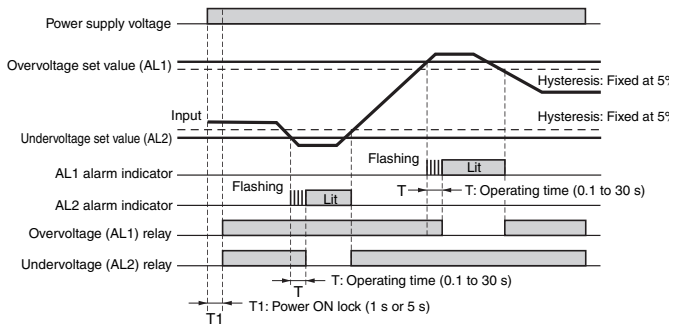 Power supply voltage
Overvoltage set value (AL1)
Hysteresis: Fixed at 5%
Input
Hysteresis: Fixed at 5%
Undervoltage set value (AL2)
Flashing
Lit
AL1 alarm indicator
T
T: Operating time (0.1 to 30 s)
Flashing
Lit
AL2 alarm indicator
Overvoltage (AL1) relay
Undervoltage (AL2) relay
T: Operating time (0.1 to 30 s)
T
T1: Power ON lock (1 s or 5 s)
T1